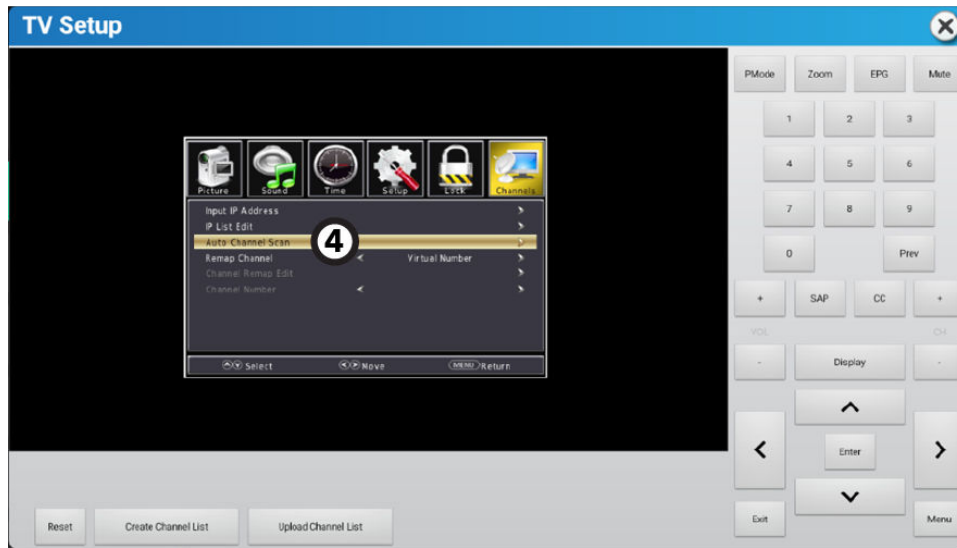 TV Setup
Picture Sound Time Setup Lock Channels
Input IP Address
IP List Edit
Auto Channel Scan 4
Remap Channel Virtual Number
Channel Remap Edit
Channel Number
Select Move MENU Return
PMode Zoom EPG Mute
1 2 3
4 5 6
7 8 9
0 Prev
+ SAP CC +
VOL CH
- Display -
Enter
Exit Menu
Reset Create Channel List Upload Channel List